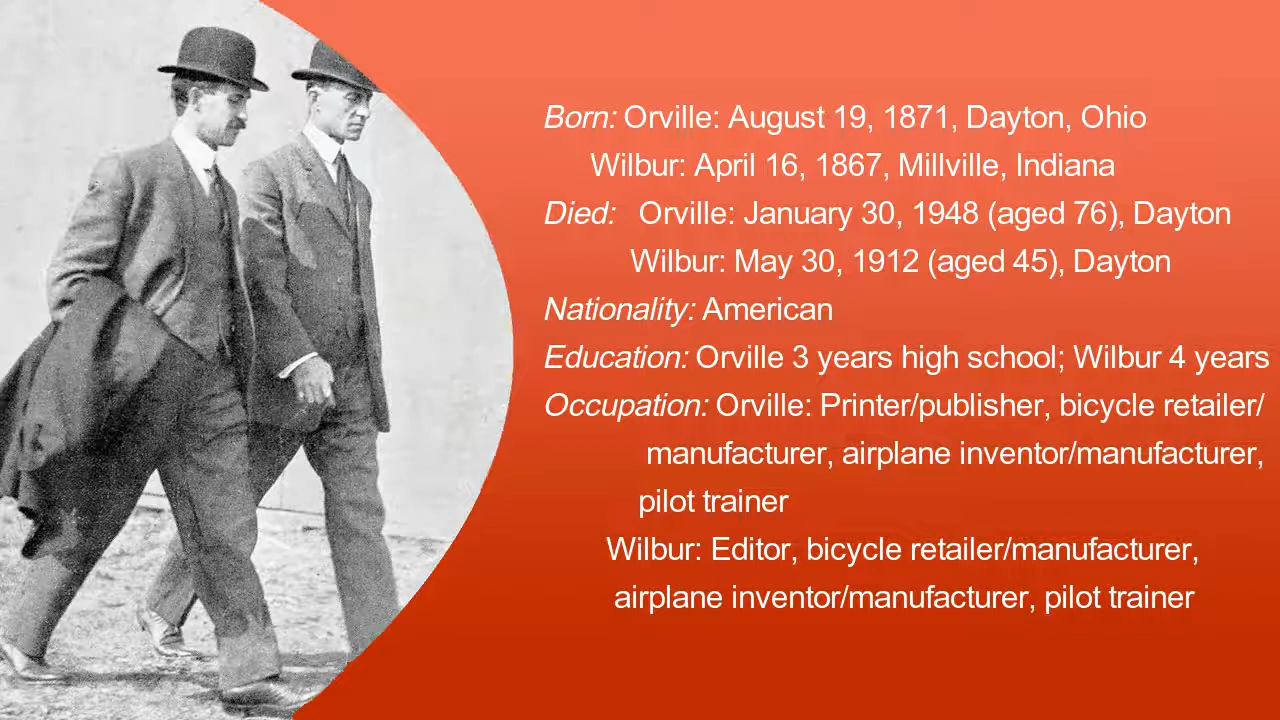 Born: Orville: August 19, 1871, Dayton, Ohio
Wilbur: April 16, 1867, Millville, Indiana
Died: Orville: January 30, 1948 (aged 76), Dayton
Wilbur: May 30, 1912 (aged 45), Dayton
Nationality: American
Education: Orville 3 years high school; Wilbur 4 years
Occupation: Orville: Printer/publisher, bicycle retailer/
manufacturer, airplane inventor/manufacturer,
pilot trainer
Wilbur: Editor, bicycle retailer/manufacturer,
airplane inventor/manufacturer, pilot trainer